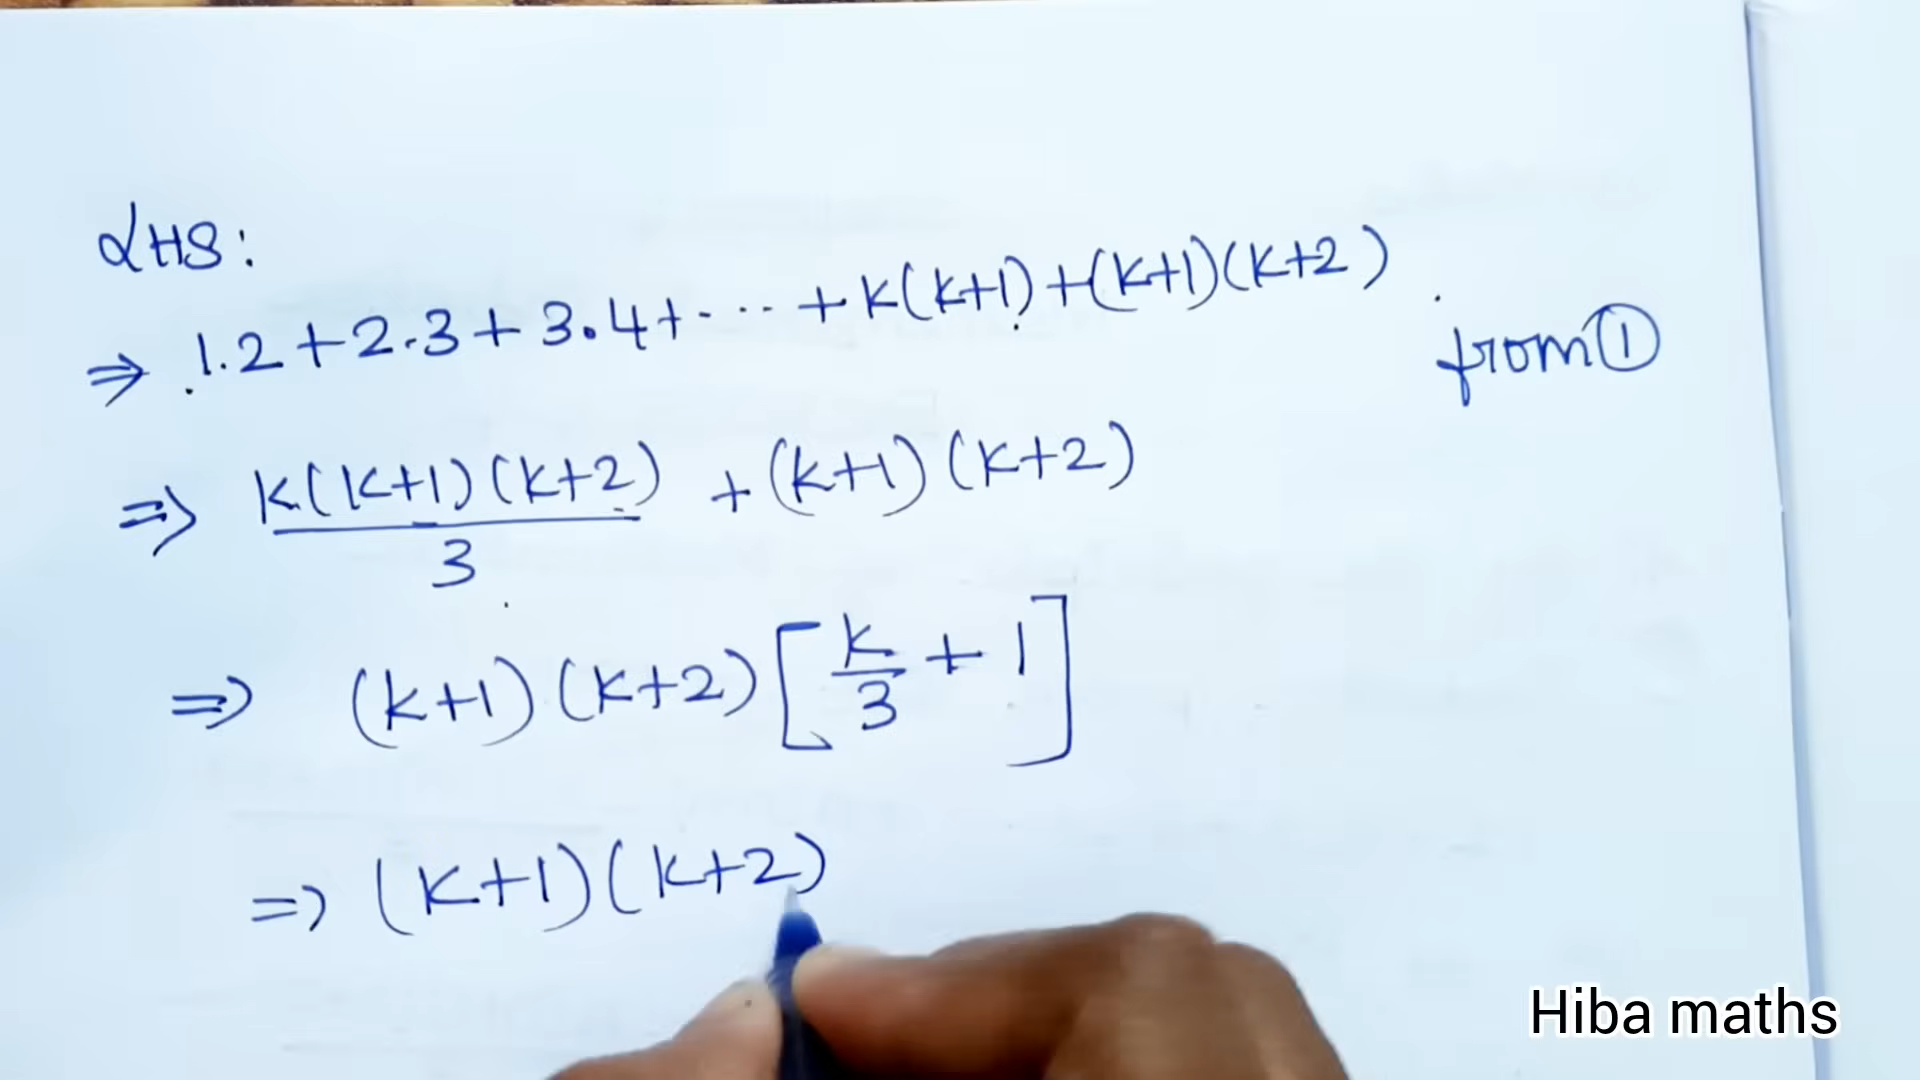 LHS:
⇒ 1.2+2.3+3.4+...+k(k+1)+(k+1)(k+2)
from ①
⇒ k(k+1)(k+2)/3 +(k+1)(k+2)
⇒ (k+1)(k+2)[k/3+1]
⇒ (k+1)(k+2)
Hiba maths